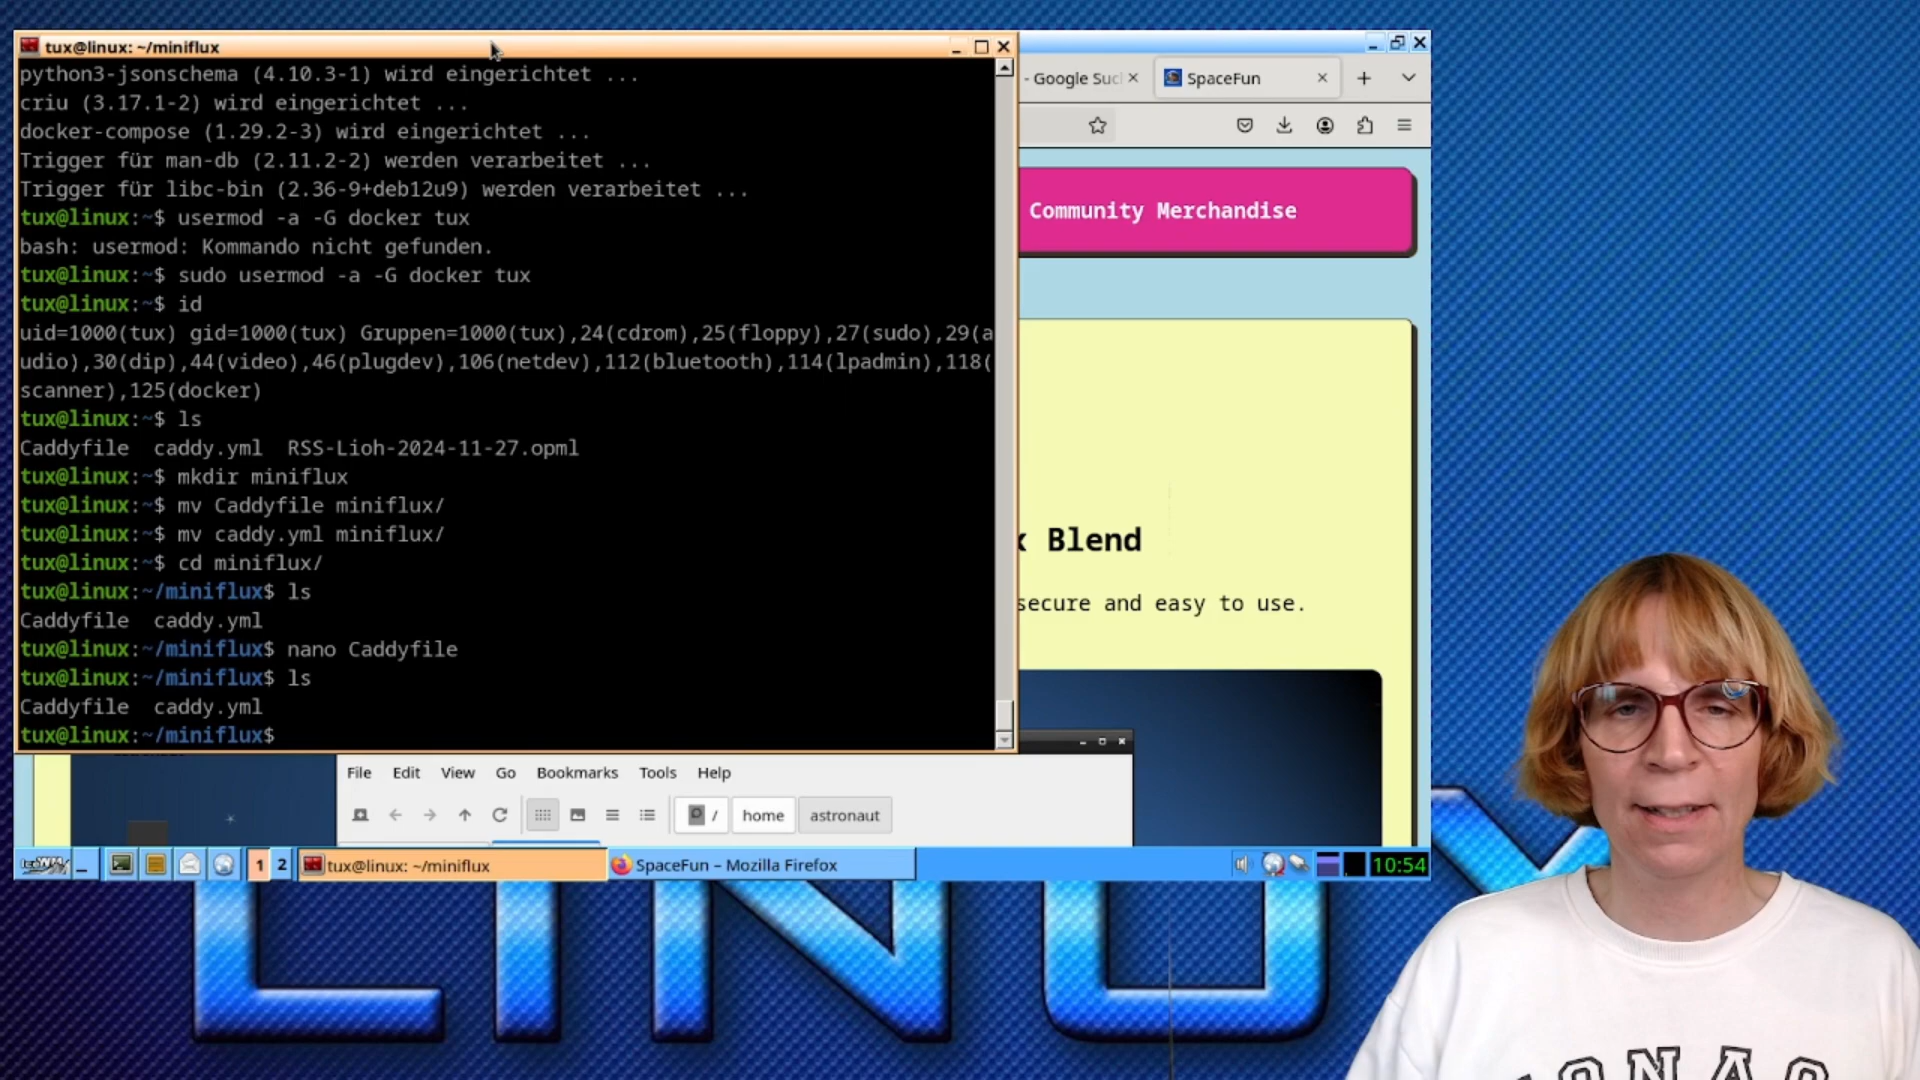 tux@linux: ~/miniflux
python3-jsonschema (4.10.3-1) wird eingerichtet ...
criu (3.17.1-2) wird eingerichtet ...
docker-compose (1.29.2-3) wird eingerichtet ...
Trigger für man-db (2.11.2-2) werden verarbeitet ...
Trigger für libc-bin (2.36-9+deb12u9) werden verarbeitet ...
tux@linux:~$ usermod -a -G docker tux
bash: usermod: Kommando nicht gefunden.
tux@linux:~$ sudo usermod -a -G docker tux
tux@linux:~$ id
uid=1000(tux) gid=1000(tux) Gruppen=1000(tux),24(cdrom),25(floppy),27(sudo),29(a
udio),30(dip),44(video),46(plugdev),106(netdev),112(bluetooth),114(lpadmin),118(
scanner),125(docker)
tux@linux:~$ ls
Caddyfile  caddy.yml  RSS-Lioh-2024-11-27.opml
tux@linux:~$ mkdir miniflux
tux@linux:~$ mv Caddyfile miniflux/
tux@linux:~$ mv caddy.yml miniflux/
tux@linux:~$ cd miniflux/
tux@linux:~/miniflux$ ls
Caddyfile  caddy.yml
tux@linux:~/miniflux$ nano Caddyfile
tux@linux:~/miniflux$ ls
Caddyfile  caddy.yml
tux@linux:~/miniflux$
- Google Suc
SpaceFun
Community Merchandise
x Blend
secure and easy to use.
File Edit View Go Bookmarks Tools Help
/ home astronaut
IceWM 1 2 tux@linux: ~/miniflux SpaceFun – Mozilla Firefox 10:54
LINUX